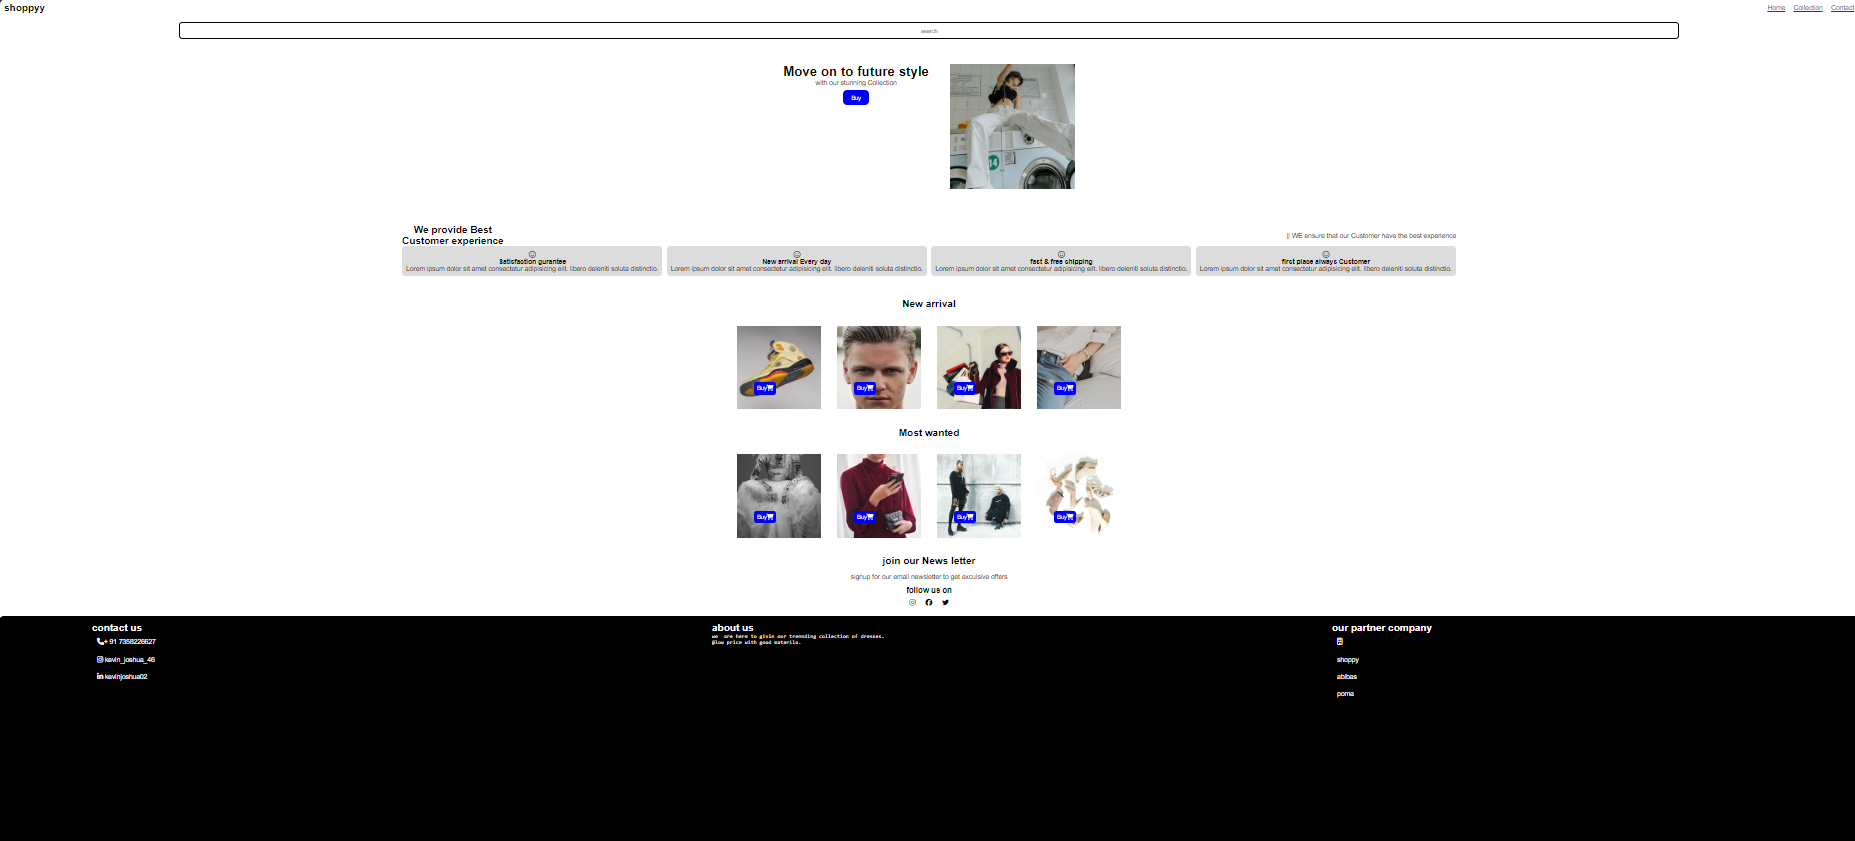 shoppyy
Home Collection Contact
search
Move on to future style
with our stunning Collection
Buy
14
We provide Best
Customer experience
|| WE ensure that our Customer have the best experience
Satisfaction gurantee
Lorem ipsum dolor sit amet consectetur adipisicing elit. libero deleniti soluta distinctio.
New arrival Every day
Lorem ipsum dolor sit amet consectetur adipisicing elit. libero deleniti soluta distinctio.
fast & free shipping
Lorem ipsum dolor sit amet consectetur adipisicing elit. libero deleniti soluta distinctio.
first place always Customer
Lorem ipsum dolor sit amet consectetur adipisicing elit. libero deleniti soluta distinctio.
New arrival
Buy
Buy
Buy
Buy
Most wanted
Buy
Buy
Buy
Buy
join our News letter
signup for our email newsletter to get exculsive offers
follow us on
contact us
+ 91 7358226627
kevin_joshua_46
kevinjoshua02
about us
we are here to givin our trennding collection of dresses.
@low price with good materila.
our partner company
shoppy
abibas
poma